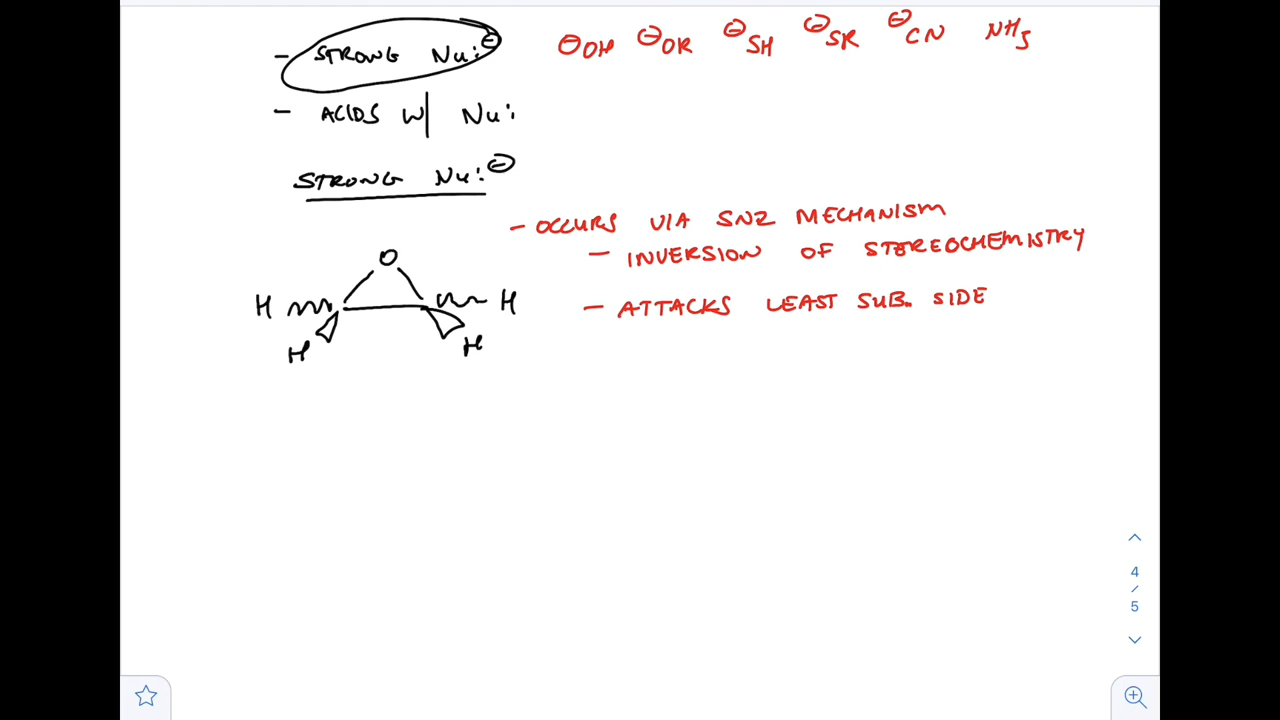 - STRONG Nu:⊖ ⊖OH ⊖OR ⊖SH ⊖SR ⊖CN NH3
- ACIDS W/ Nu:
STRONG Nu:⊖
- OCCURS VIA SN2 MECHANISM
- INVERSION OF STEREOCHEMISTRY
O
H H - ATTACKS LEAST SUB. SIDE
H H
4
/
5